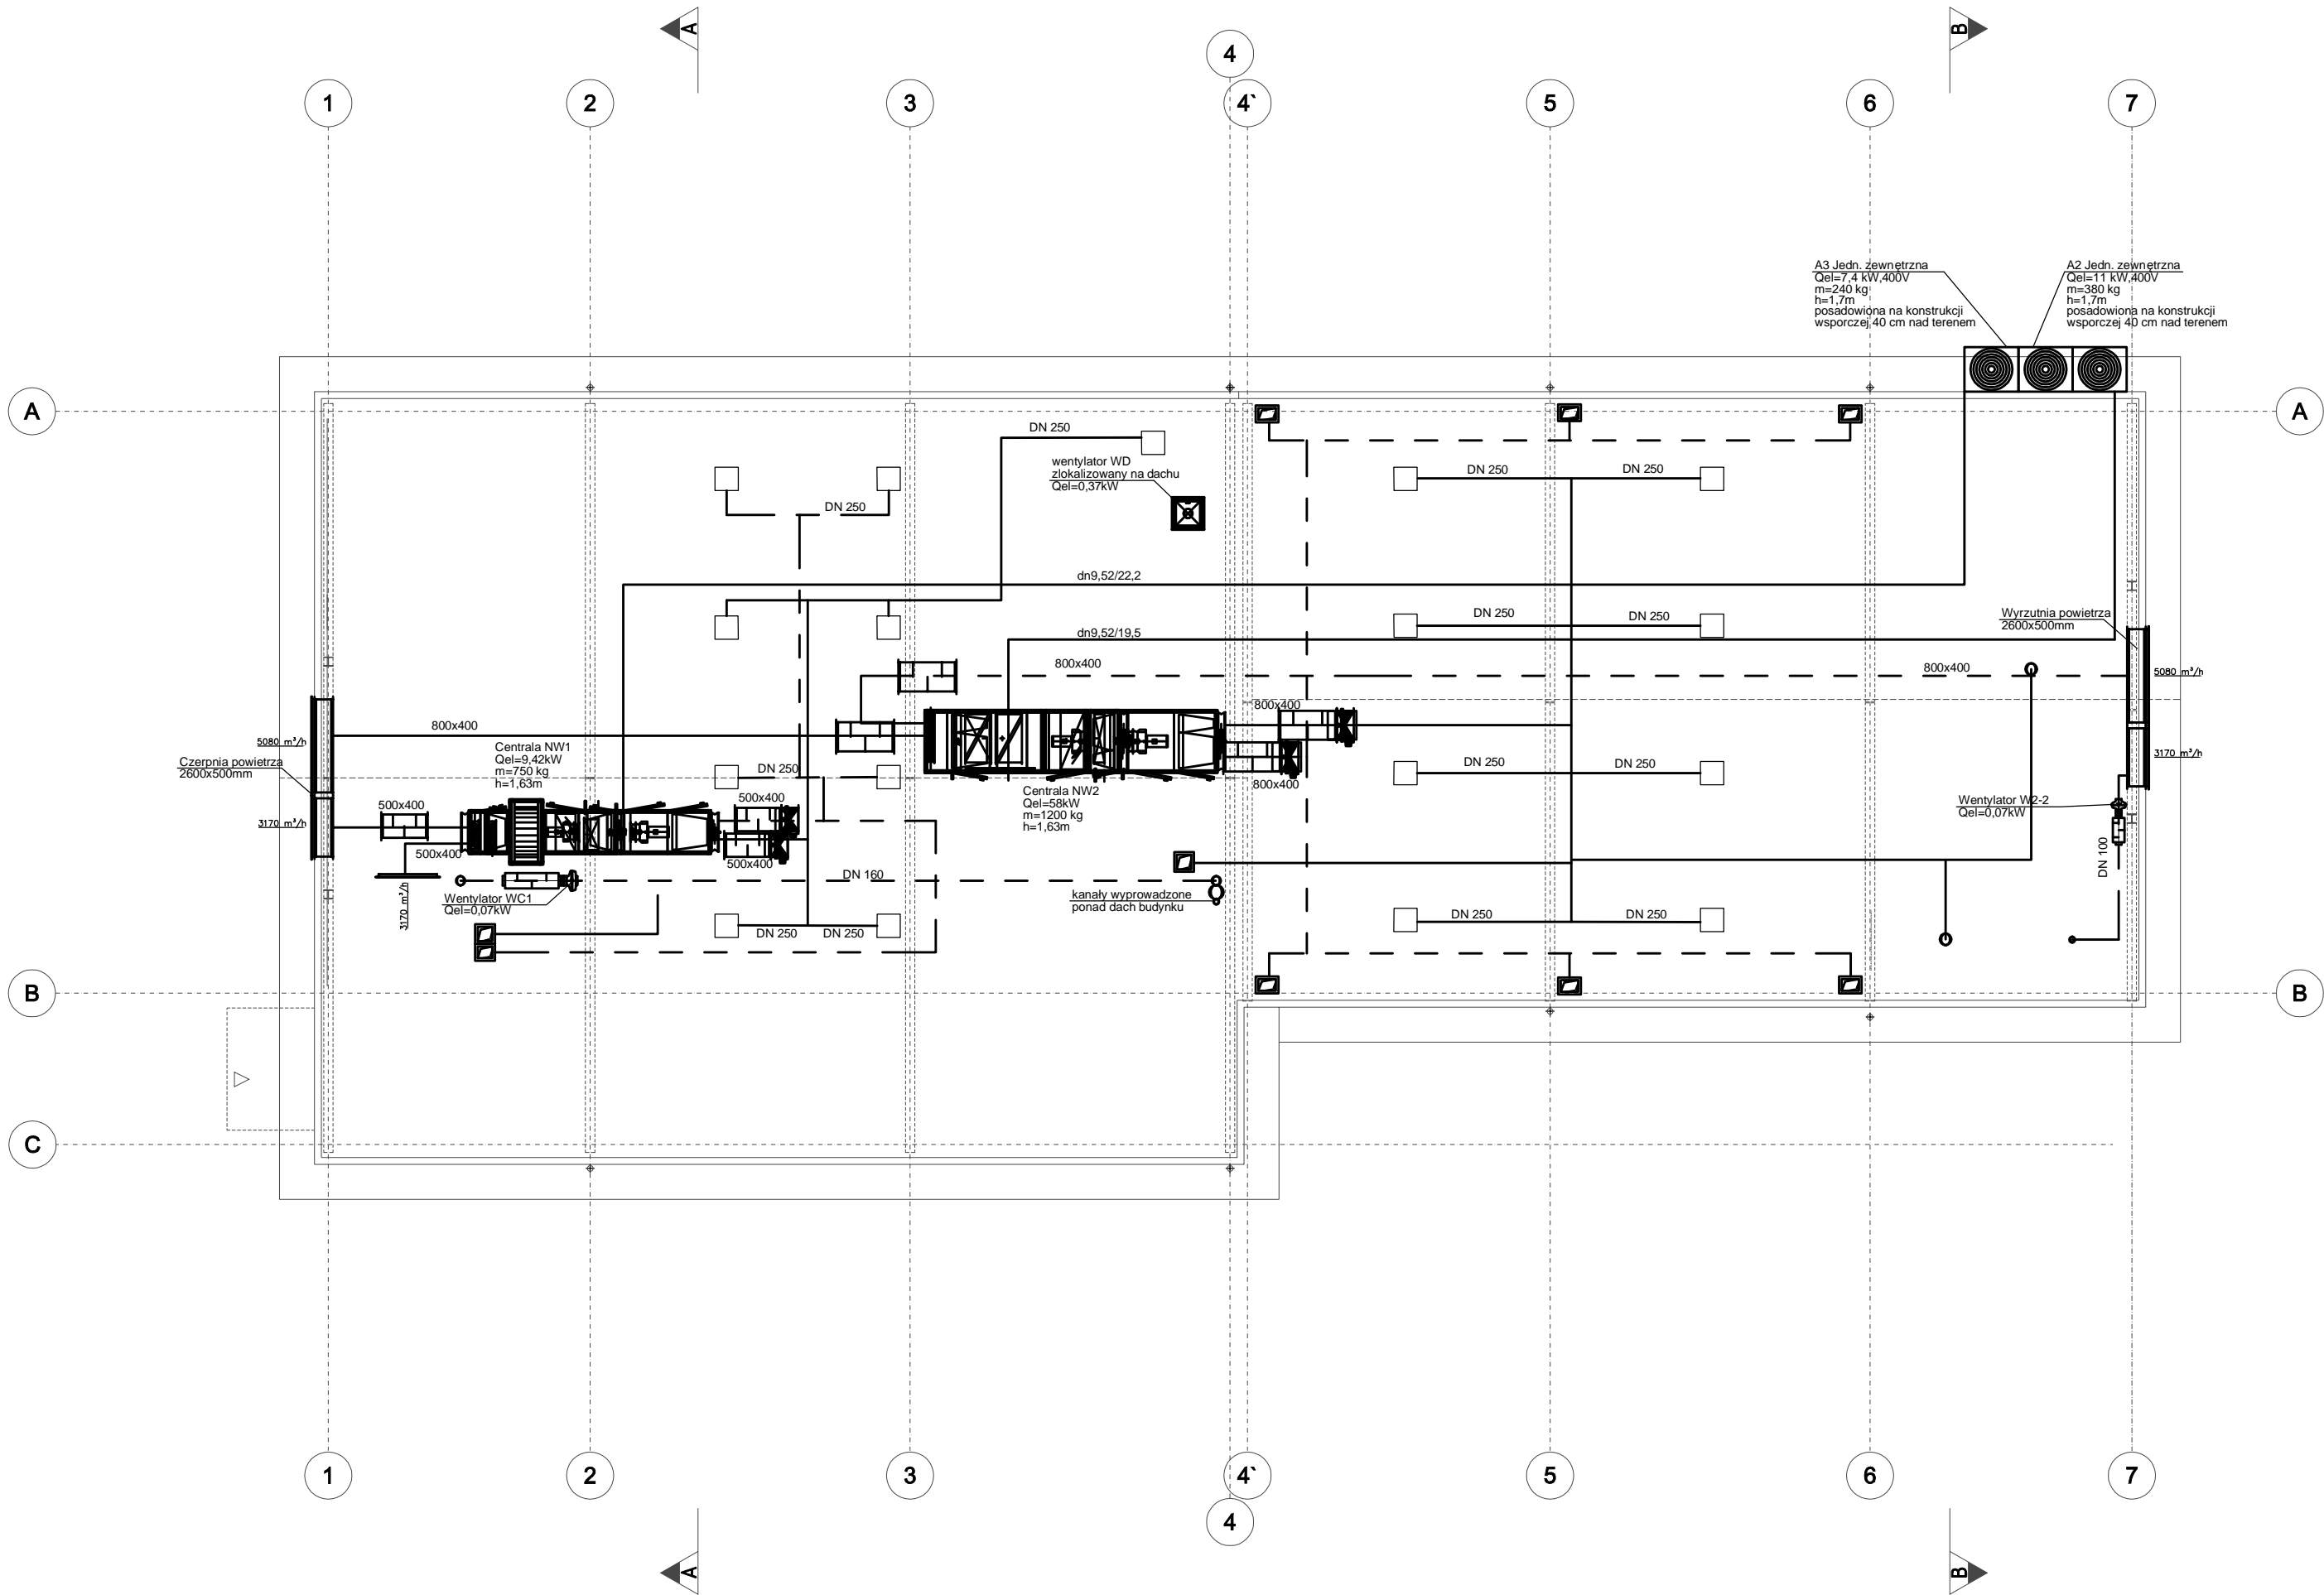 A
B
4
1
2
3
4`
5
6
7
A3 Jedn. zewnętrzna
Qel=7,4 kW,400V
m=240 kg
h=1,7m
posadowiona na konstrukcji
wsporczej 40 cm nad terenem
A2 Jedn. zewnętrzna
Qel=11 kW,400V
m=380 kg
h=1,7m
posadowiona na konstrukcji
wsporczej 40 cm nad terenem
A
A
DN 250
wentylator WD
zlokalizowany na dachu
Qel=0,37kW
DN 250
DN 250
DN 250
dn9,52/22,2
DN 250
DN 250
Wyrzutnia powietrza
2600x500mm
dn9,52/19,5
800x400
800x400
5080 m³/h
800x400
800x400
5080 m³/h
Centrala NW1
Qel=9,42kW
m=750 kg
h=1,63m
3170 m³/h
Czerpnia powietrza
2600x500mm
DN 250
DN 250
DN 250
800x400
Centrala NW2
Qel=58kW
m=1200 kg
h=1,63m
Wentylator W2-2
Qel=0,07kW
500x400
500x400
3170 m³/h
500x400
500x400
DN 100
DN 160
kanały wyprowadzone
ponad dach budynku
Wentylator WC1
Qel=0,07kW
3170 m³/h
DN 250
DN 250
DN 250
DN 250
B
B
C
1
2
3
4`
5
6
7
4
A
B